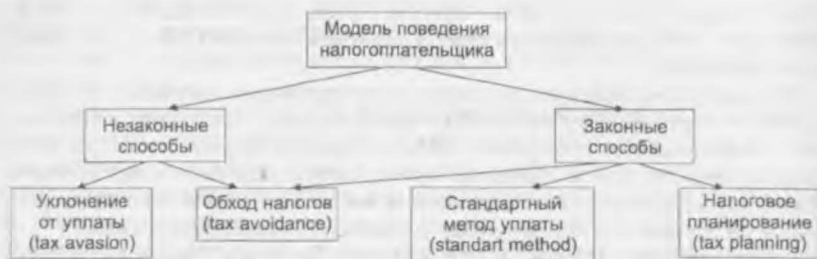 Модель поведения
налогоплательщика
Незаконные
способы
Законные
способы
Уклонение
от уплаты
(tax avasion)
Обход налогов
(tax avoidance)
Стандартный
метод уплаты
(standart method)
Налоговое
планирование
(tax planning)